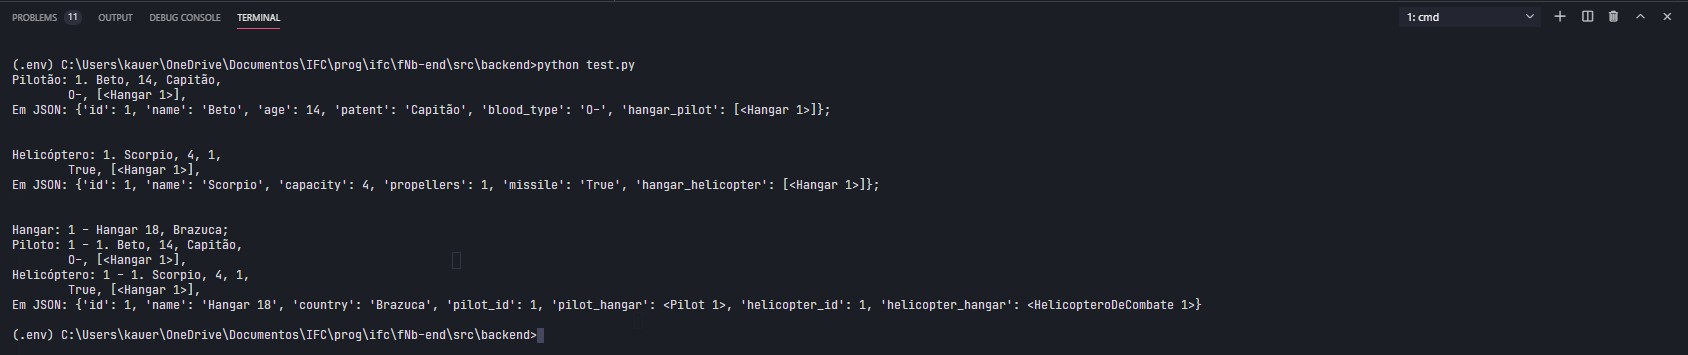 PROBLEMS 11 OUTPUT DEBUG CONSOLE TERMINAL 1: cmd
(.env) C:\Users\kauer\OneDrive\Documentos\IFC\prog\ifc\fNb-end\src\backend>python test.py
Pilotão: 1. Beto, 14, Capitão,
O-, [<Hangar 1>],
Em JSON: {'id': 1, 'name': 'Beto', 'age': 14, 'patent': 'Capitão', 'blood_type': 'O-', 'hangar_pilot': [<Hangar 1>]};
Helicóptero: 1. Scorpio, 4, 1,
True, [<Hangar 1>],
Em JSON: {'id': 1, 'name': 'Scorpio', 'capacity': 4, 'propellers': 1, 'missile': 'True', 'hangar_helicopter': [<Hangar 1>]};
Hangar: 1 - Hangar 18, Brazuca;
Piloto: 1 - 1. Beto, 14, Capitão,
O-, [<Hangar 1>],
Helicóptero: 1 - 1. Scorpio, 4, 1,
True, [<Hangar 1>],
Em JSON: {'id': 1, 'name': 'Hangar 18', 'country': 'Brazuca', 'pilot_id': 1, 'pilot_hangar': <Pilot 1>, 'helicopter_id': 1, 'helicopter_hangar': <HelicopteroDeCombate 1>}
(.env) C:\Users\kauer\OneDrive\Documentos\IFC\prog\ifc\fNb-end\src\backend>